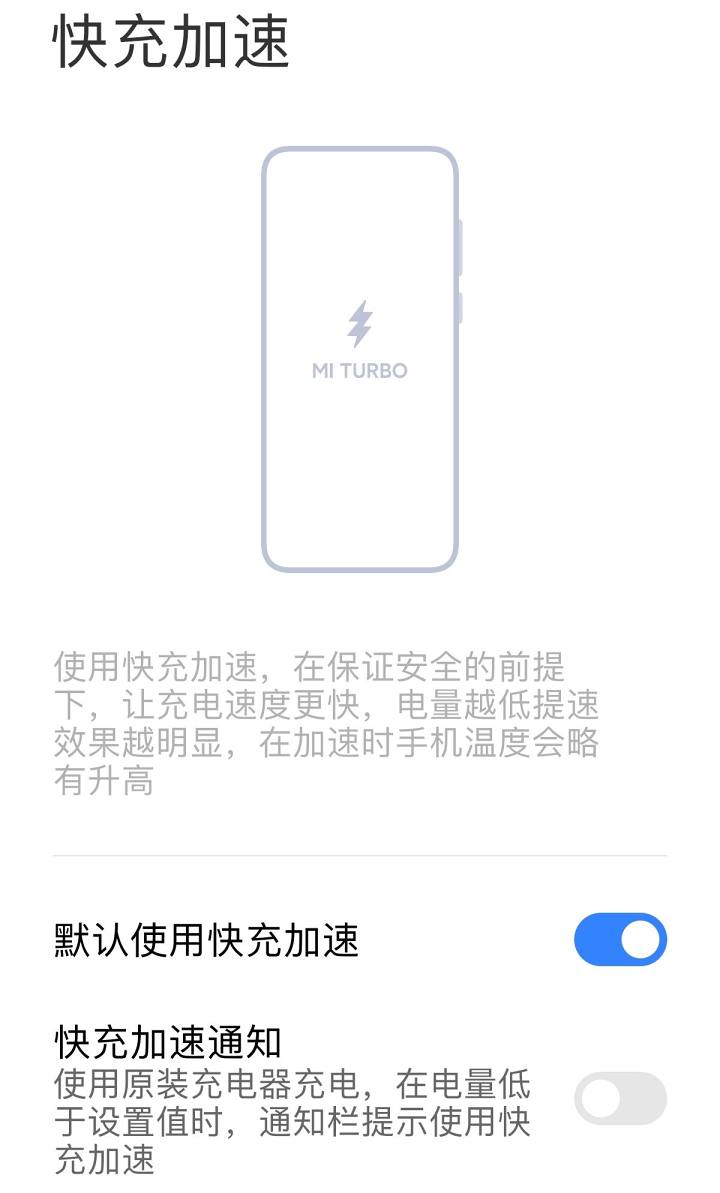 快充加速
MI TURBO
使用快充加速，在保证安全的前提
下，让充电速度更快，电量越低提速
效果越明显，在加速时手机温度会略
有升高
默认使用快充加速
快充加速通知
使用原装充电器充电，在电量低
于设置值时，通知栏提示使用快
充加速